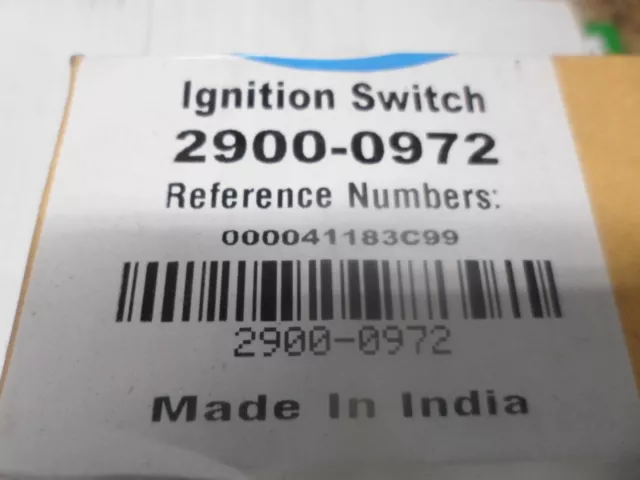 Ignition Switch
2900-0972
Reference Numbers:
000041183C99
2900-0972
Made In India